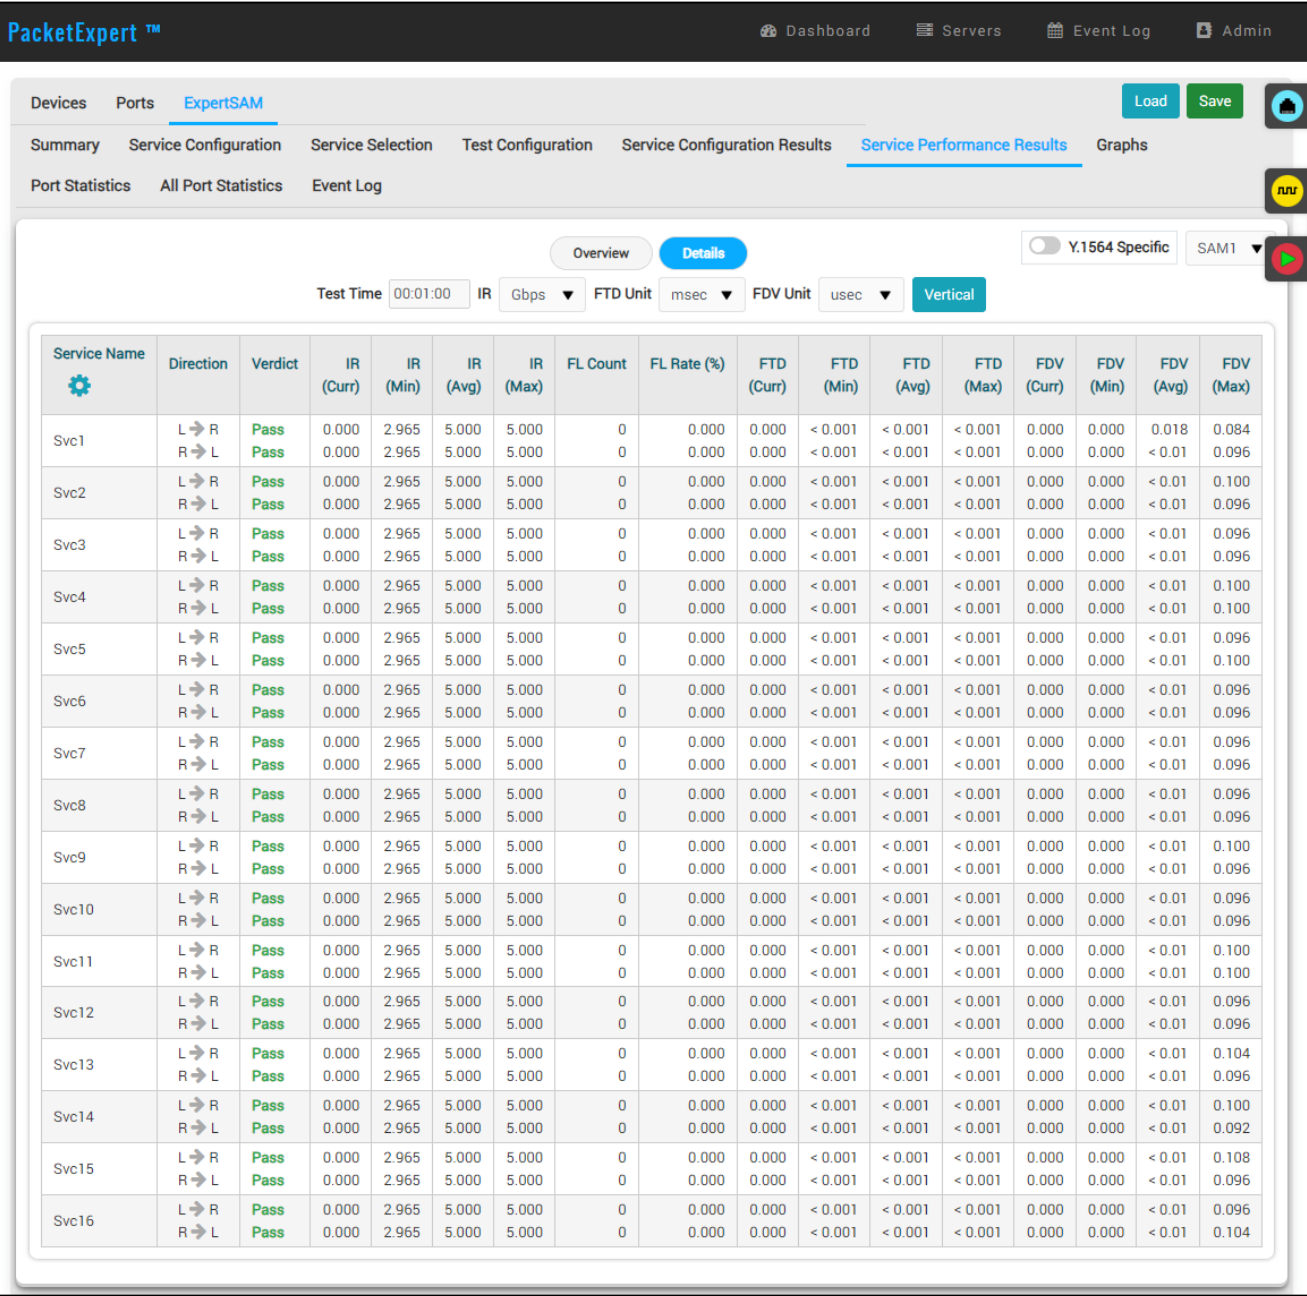 PacketExpert ™
Dashboard Servers Event Log Admin
Devices Ports ExpertSAM Load Save
Summary Service Configuration Service Selection Test Configuration Service Configuration Results Service Performance Results Graphs
Port Statistics All Port Statistics Event Log
Overview Details Y.1564 Specific SAM1
Test Time 00:01:00 IR Gbps FTD Unit msec FDV Unit usec Vertical
Service Name Direction Verdict IR (Curr) IR (Min) IR (Avg) IR (Max) FL Count FL Rate (%) FTD (Curr) FTD (Min) FTD (Avg) FTD (Max) FDV (Curr) FDV (Min) FDV (Avg) FDV (Max)
Svc1
L R Pass 0.000 2.965 5.000 5.000 0 0.000 0.000 < 0.001 < 0.001 < 0.001 0.000 0.000 0.018 0.084
R L Pass 0.000 2.965 5.000 5.000 0 0.000 0.000 < 0.001 < 0.001 < 0.001 0.000 0.000 < 0.01 0.096
Svc2
L R Pass 0.000 2.965 5.000 5.000 0 0.000 0.000 < 0.001 < 0.001 < 0.001 0.000 0.000 < 0.01 0.100
R L Pass 0.000 2.965 5.000 5.000 0 0.000 0.000 < 0.001 < 0.001 < 0.001 0.000 0.000 < 0.01 0.096
Svc3
L R Pass 0.000 2.965 5.000 5.000 0 0.000 0.000 < 0.001 < 0.001 < 0.001 0.000 0.000 < 0.01 0.096
R L Pass 0.000 2.965 5.000 5.000 0 0.000 0.000 < 0.001 < 0.001 < 0.001 0.000 0.000 < 0.01 0.096
Svc4
L R Pass 0.000 2.965 5.000 5.000 0 0.000 0.000 < 0.001 < 0.001 < 0.001 0.000 0.000 < 0.01 0.100
R L Pass 0.000 2.965 5.000 5.000 0 0.000 0.000 < 0.001 < 0.001 < 0.001 0.000 0.000 < 0.01 0.100
Svc5
L R Pass 0.000 2.965 5.000 5.000 0 0.000 0.000 < 0.001 < 0.001 < 0.001 0.000 0.000 < 0.01 0.096
R L Pass 0.000 2.965 5.000 5.000 0 0.000 0.000 < 0.001 < 0.001 < 0.001 0.000 0.000 < 0.01 0.100
Svc6
L R Pass 0.000 2.965 5.000 5.000 0 0.000 0.000 < 0.001 < 0.001 < 0.001 0.000 0.000 < 0.01 0.096
R L Pass 0.000 2.965 5.000 5.000 0 0.000 0.000 < 0.001 < 0.001 < 0.001 0.000 0.000 < 0.01 0.096
Svc7
L R Pass 0.000 2.965 5.000 5.000 0 0.000 0.000 < 0.001 < 0.001 < 0.001 0.000 0.000 < 0.01 0.096
R L Pass 0.000 2.965 5.000 5.000 0 0.000 0.000 < 0.001 < 0.001 < 0.001 0.000 0.000 < 0.01 0.096
Svc8
L R Pass 0.000 2.965 5.000 5.000 0 0.000 0.000 < 0.001 < 0.001 < 0.001 0.000 0.000 < 0.01 0.096
R L Pass 0.000 2.965 5.000 5.000 0 0.000 0.000 < 0.001 < 0.001 < 0.001 0.000 0.000 < 0.01 0.096
Svc9
L R Pass 0.000 2.965 5.000 5.000 0 0.000 0.000 < 0.001 < 0.001 < 0.001 0.000 0.000 < 0.01 0.100
R L Pass 0.000 2.965 5.000 5.000 0 0.000 0.000 < 0.001 < 0.001 < 0.001 0.000 0.000 < 0.01 0.096
Svc10
L R Pass 0.000 2.965 5.000 5.000 0 0.000 0.000 < 0.001 < 0.001 < 0.001 0.000 0.000 < 0.01 0.096
R L Pass 0.000 2.965 5.000 5.000 0 0.000 0.000 < 0.001 < 0.001 < 0.001 0.000 0.000 < 0.01 0.096
Svc11
L R Pass 0.000 2.965 5.000 5.000 0 0.000 0.000 < 0.001 < 0.001 < 0.001 0.000 0.000 < 0.01 0.100
R L Pass 0.000 2.965 5.000 5.000 0 0.000 0.000 < 0.001 < 0.001 < 0.001 0.000 0.000 < 0.01 0.100
Svc12
L R Pass 0.000 2.965 5.000 5.000 0 0.000 0.000 < 0.001 < 0.001 < 0.001 0.000 0.000 < 0.01 0.096
R L Pass 0.000 2.965 5.000 5.000 0 0.000 0.000 < 0.001 < 0.001 < 0.001 0.000 0.000 < 0.01 0.096
Svc13
L R Pass 0.000 2.965 5.000 5.000 0 0.000 0.000 < 0.001 < 0.001 < 0.001 0.000 0.000 < 0.01 0.104
R L Pass 0.000 2.965 5.000 5.000 0 0.000 0.000 < 0.001 < 0.001 < 0.001 0.000 0.000 < 0.01 0.096
Svc14
L R Pass 0.000 2.965 5.000 5.000 0 0.000 0.000 < 0.001 < 0.001 < 0.001 0.000 0.000 < 0.01 0.100
R L Pass 0.000 2.965 5.000 5.000 0 0.000 0.000 < 0.001 < 0.001 < 0.001 0.000 0.000 < 0.01 0.092
Svc15
L R Pass 0.000 2.965 5.000 5.000 0 0.000 0.000 < 0.001 < 0.001 < 0.001 0.000 0.000 < 0.01 0.108
R L Pass 0.000 2.965 5.000 5.000 0 0.000 0.000 < 0.001 < 0.001 < 0.001 0.000 0.000 < 0.01 0.096
Svc16
L R Pass 0.000 2.965 5.000 5.000 0 0.000 0.000 < 0.001 < 0.001 < 0.001 0.000 0.000 < 0.01 0.096
R L Pass 0.000 2.965 5.000 5.000 0 0.000 0.000 < 0.001 < 0.001 < 0.001 0.000 0.000 < 0.01 0.104